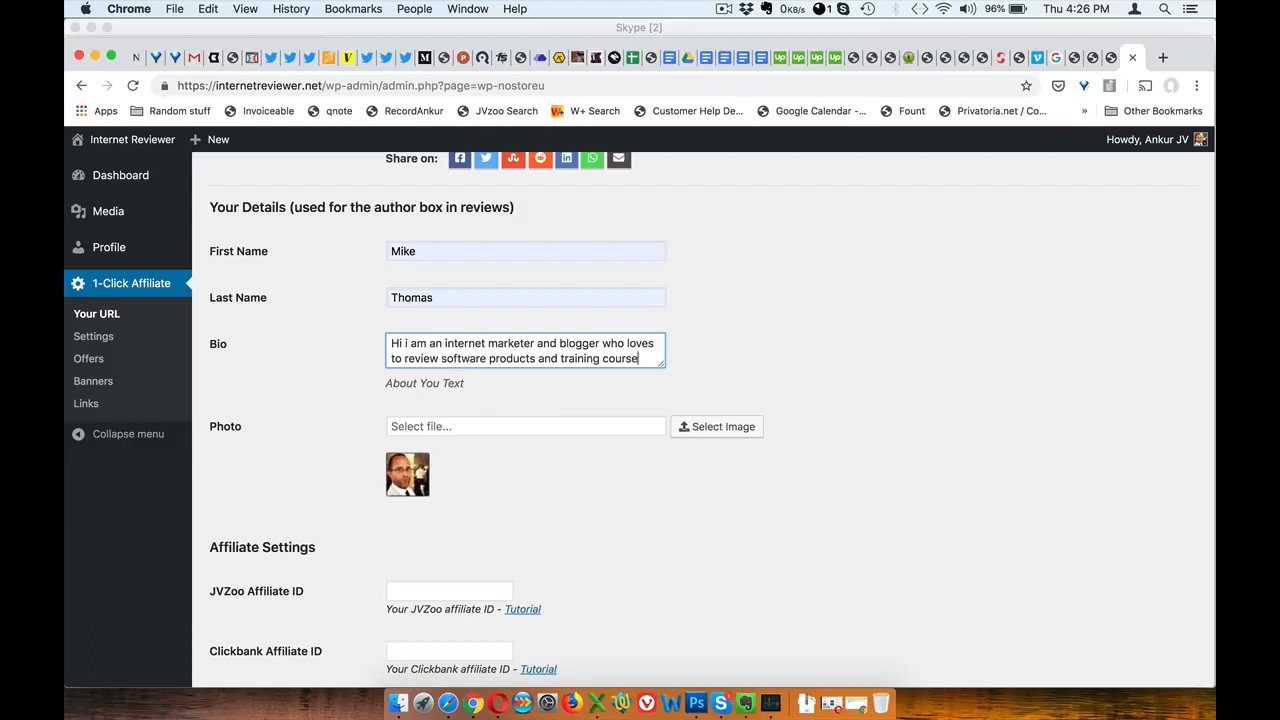 Chrome File Edit View History Bookmarks People Window Help 0KB/s 1 96% Thu 4:26 PM
Skype [2]
https://internetreviewer.net/wp-admin/admin.php?page=wp-nostoreu
Apps Random stuff Invoiceable qnote RecordAnkur JVzoo Search W+ Search Customer Help De... Google Calendar -... Fount Privatoria.net / Co... » Other Bookmarks
Internet Reviewer + New Howdy, Ankur JV
Share on:
Dashboard
Media
Profile
1-Click Affiliate
Your URL
Settings
Offers
Banners
Links
Collapse menu
Your Details (used for the author box in reviews)
First Name Mike
Last Name Thomas
Bio Hi i am an internet marketer and blogger who loves
to review software products and training course
About You Text
Photo Select file... Select Image
Affiliate Settings
JVZoo Affiliate ID
Your JVZoo affiliate ID - Tutorial
Clickbank Affiliate ID
Your Clickbank affiliate ID - Tutorial